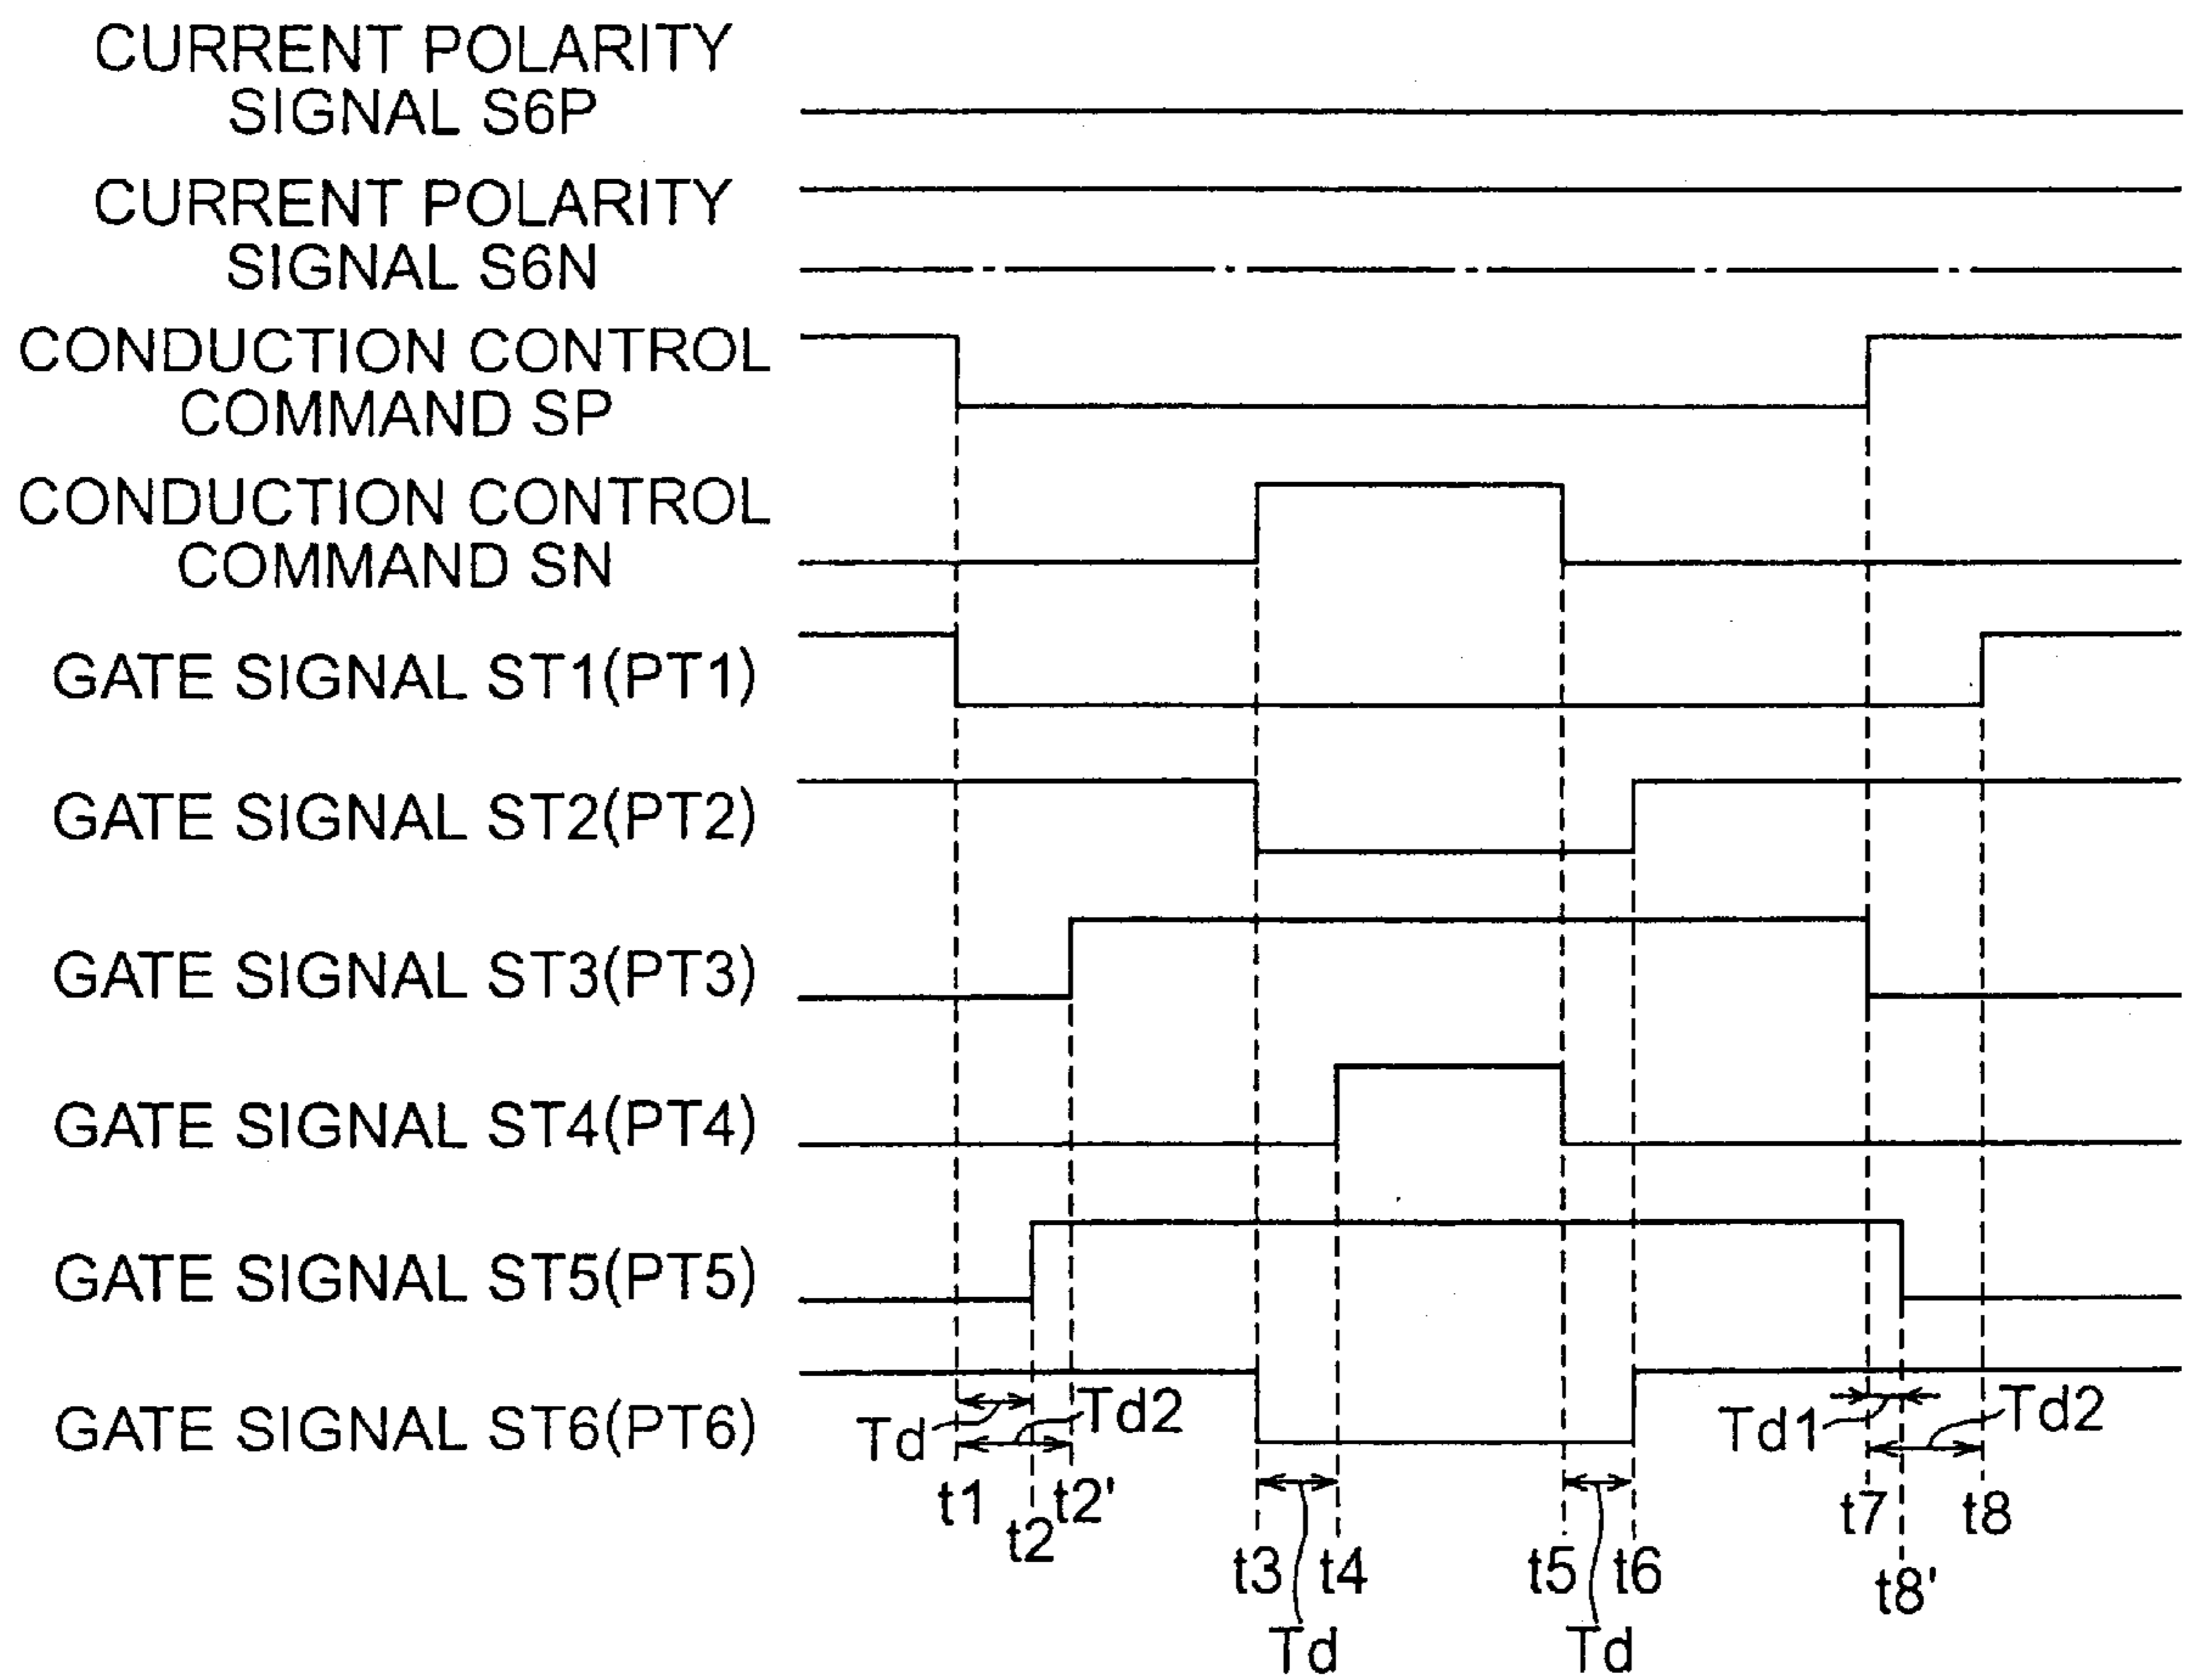 CURRENT POLARITY
SIGNAL S6P
CURRENT POLARITY
SIGNAL S6N
CONDUCTION CONTROL
COMMAND SP
CONDUCTION CONTROL
COMMAND SN
GATE SIGNAL ST1(PT1)
GATE SIGNAL ST2(PT2)
GATE SIGNAL ST3(PT3)
GATE SIGNAL ST4(PT4)
GATE SIGNAL ST5(PT5)
GATE SIGNAL ST6(PT6)
Td Td2 Td1 Td2
t1 t2 t2' t3 t4 t5 t6 t7 t8' t8
Td Td